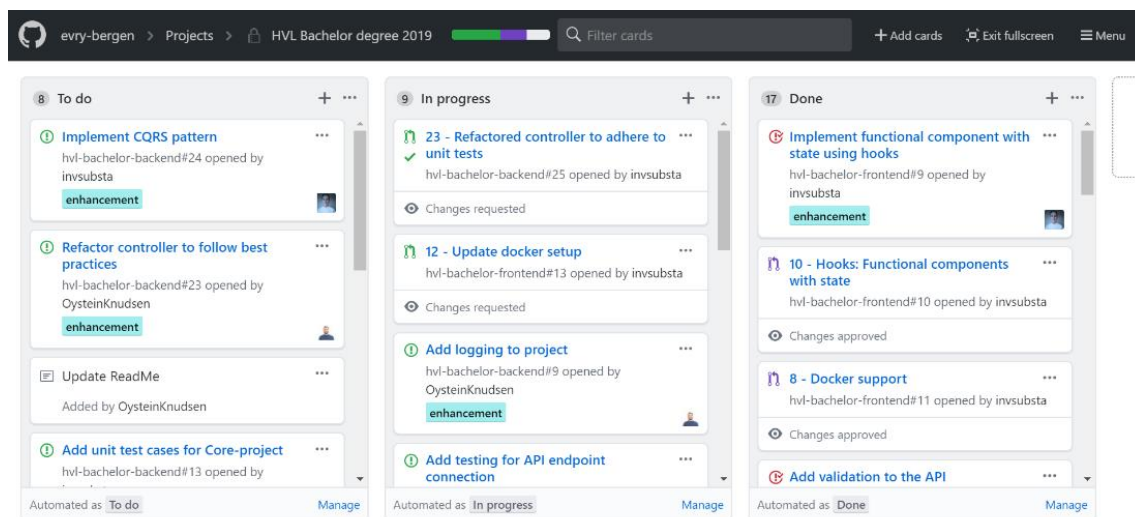 evry-bergen > Projects > HVL Bachelor degree 2019 Filter cards + Add cards Exit fullscreen Menu
8 To do
Implement CQRS pattern
hvl-bachelor-backend#24 opened by
invsubsta
enhancement
Refactor controller to follow best
practices
hvl-bachelor-backend#23 opened by
OysteinKnudsen
enhancement
Update ReadMe
Added by OysteinKnudsen
Add unit test cases for Core-project
hvl-bachelor-backend#13 opened by
Automated as To do Manage
9 In progress
23 - Refactored controller to adhere to
unit tests
hvl-bachelor-backend#25 opened by invsubsta
Changes requested
12 - Update docker setup
hvl-bachelor-frontend#13 opened by invsubsta
Changes requested
Add logging to project
hvl-bachelor-backend#9 opened by
OysteinKnudsen
enhancement
Add testing for API endpoint
connection
Automated as In progress Manage
17 Done
Implement functional component with
state using hooks
hvl-bachelor-frontend#9 opened by
invsubsta
enhancement
10 - Hooks: Functional components
with state
hvl-bachelor-frontend#10 opened by invsubsta
Changes approved
8 - Docker support
hvl-bachelor-frontend#11 opened by invsubsta
Changes approved
Add validation to the API
Automated as Done Manage